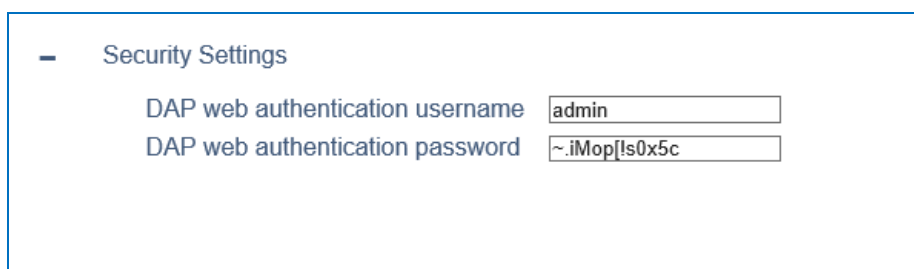 Security Settings
DAP web authentication username admin
DAP web authentication password ~.iMop[!s0x5c